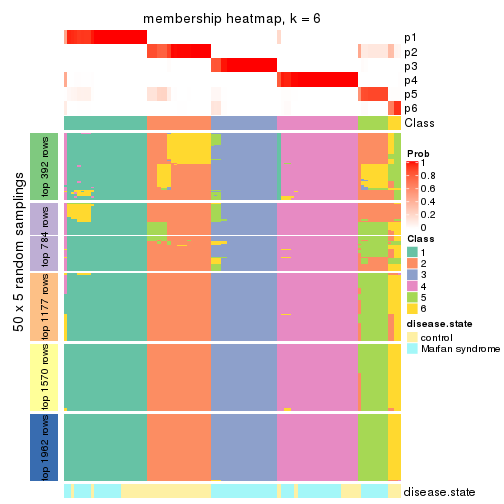 membership heatmap, k = 6
p1
p2
p3
p4
p5
p6
Class
50 x 5 random samplings
top 392 rows
top 784 rows
top 1177 rows
top 1570 rows
top 1962 rows
disease.state
Prob
1
0.8
0.6
0.4
0.2
0
Class
1
2
3
4
5
6
disease.state
control
Marfan syndrome